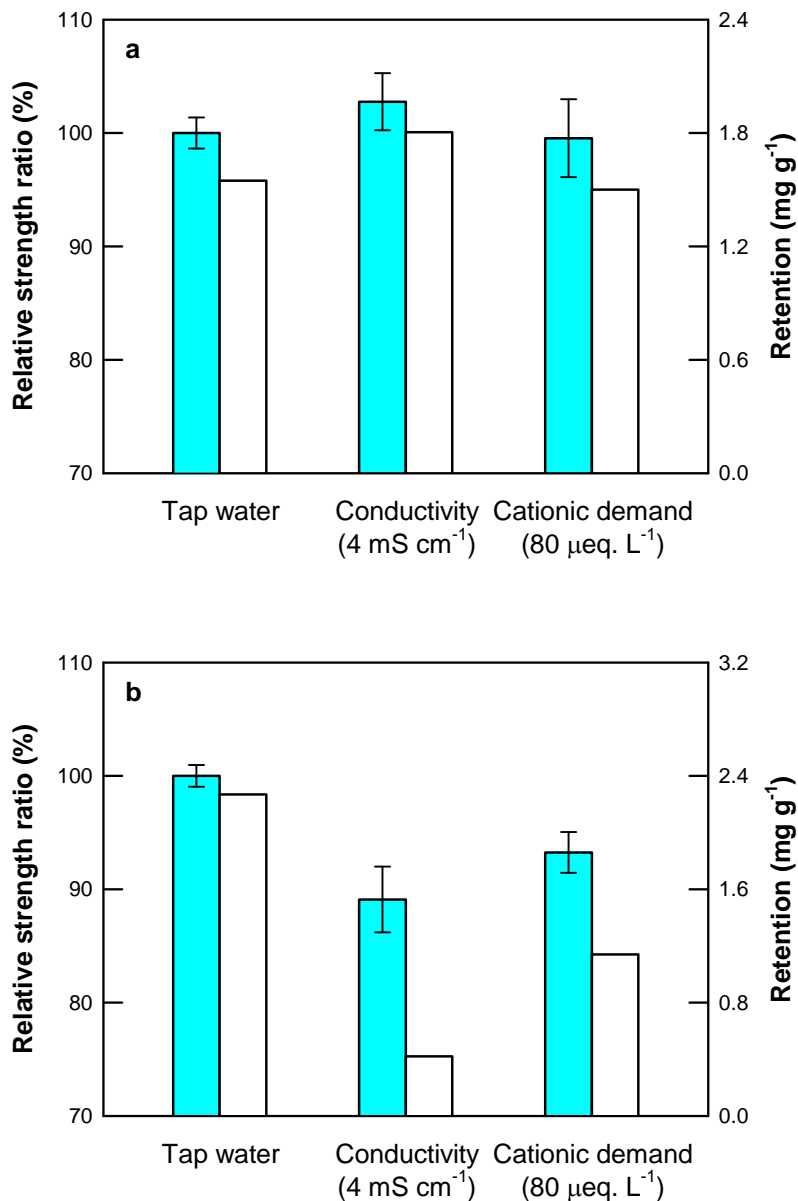 a
Relative strength ratio (%)
110
100
90
80
70
2.4
1.8
1.2
0.6
0.0
Retention (mg g⁻¹)
Tap water
Conductivity
(4 mS cm⁻¹)
Cationic demand
(80 μeq. L⁻¹)
b
Relative strength ratio (%)
110
100
90
80
70
3.2
2.4
1.6
0.8
0.0
Retention (mg g⁻¹)
Tap water
Conductivity
(4 mS cm⁻¹)
Cationic demand
(80 μeq. L⁻¹)